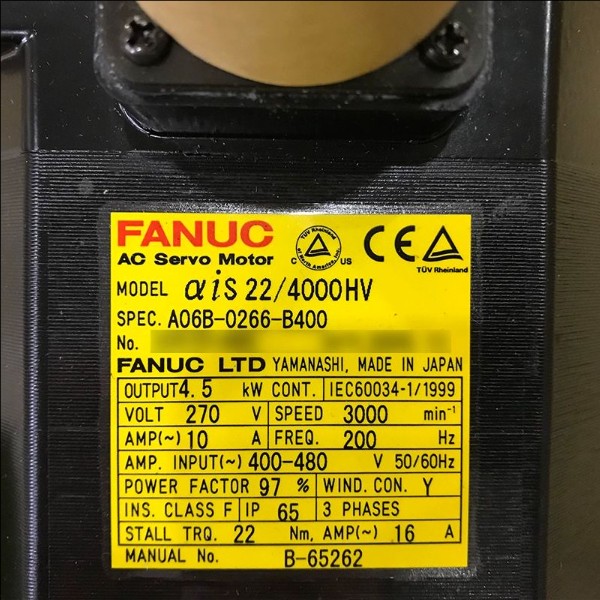 FANUC
AC Servo Motor
C US
CE
TÜV Rheinland
MODEL αiS 22/4000HV
SPEC. A06B-0266-B400
No.
FANUC LTD YAMANASHI, MADE IN JAPAN
OUTPUT 4.5 kW CONT. IEC60034-1/1999
VOLT 270 V SPEED 3000 min⁻¹
AMP(~) 10 A FREQ. 200 Hz
AMP. INPUT(~) 400-480 V 50/60Hz
POWER FACTOR 97 % WIND. CON. Y
INS. CLASS F IP 65 3 PHASES
STALL TRQ. 22 Nm, AMP(~) 16 A
MANUAL No. B-65262